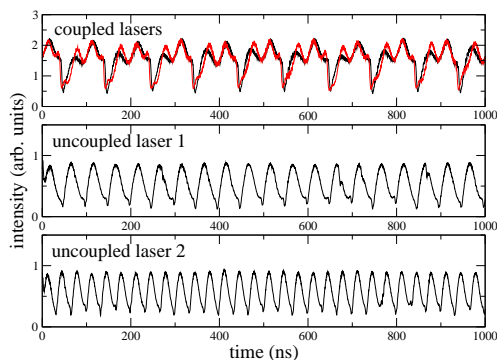 coupled lasers
3
2
1
0
0 200 400 600 800 1000
uncoupled laser 1
1
0
0 200 400 600 800 1000
uncoupled laser 2
1
0
0 200 400 600 800 1000
time (ns)
intensity (arb. units)